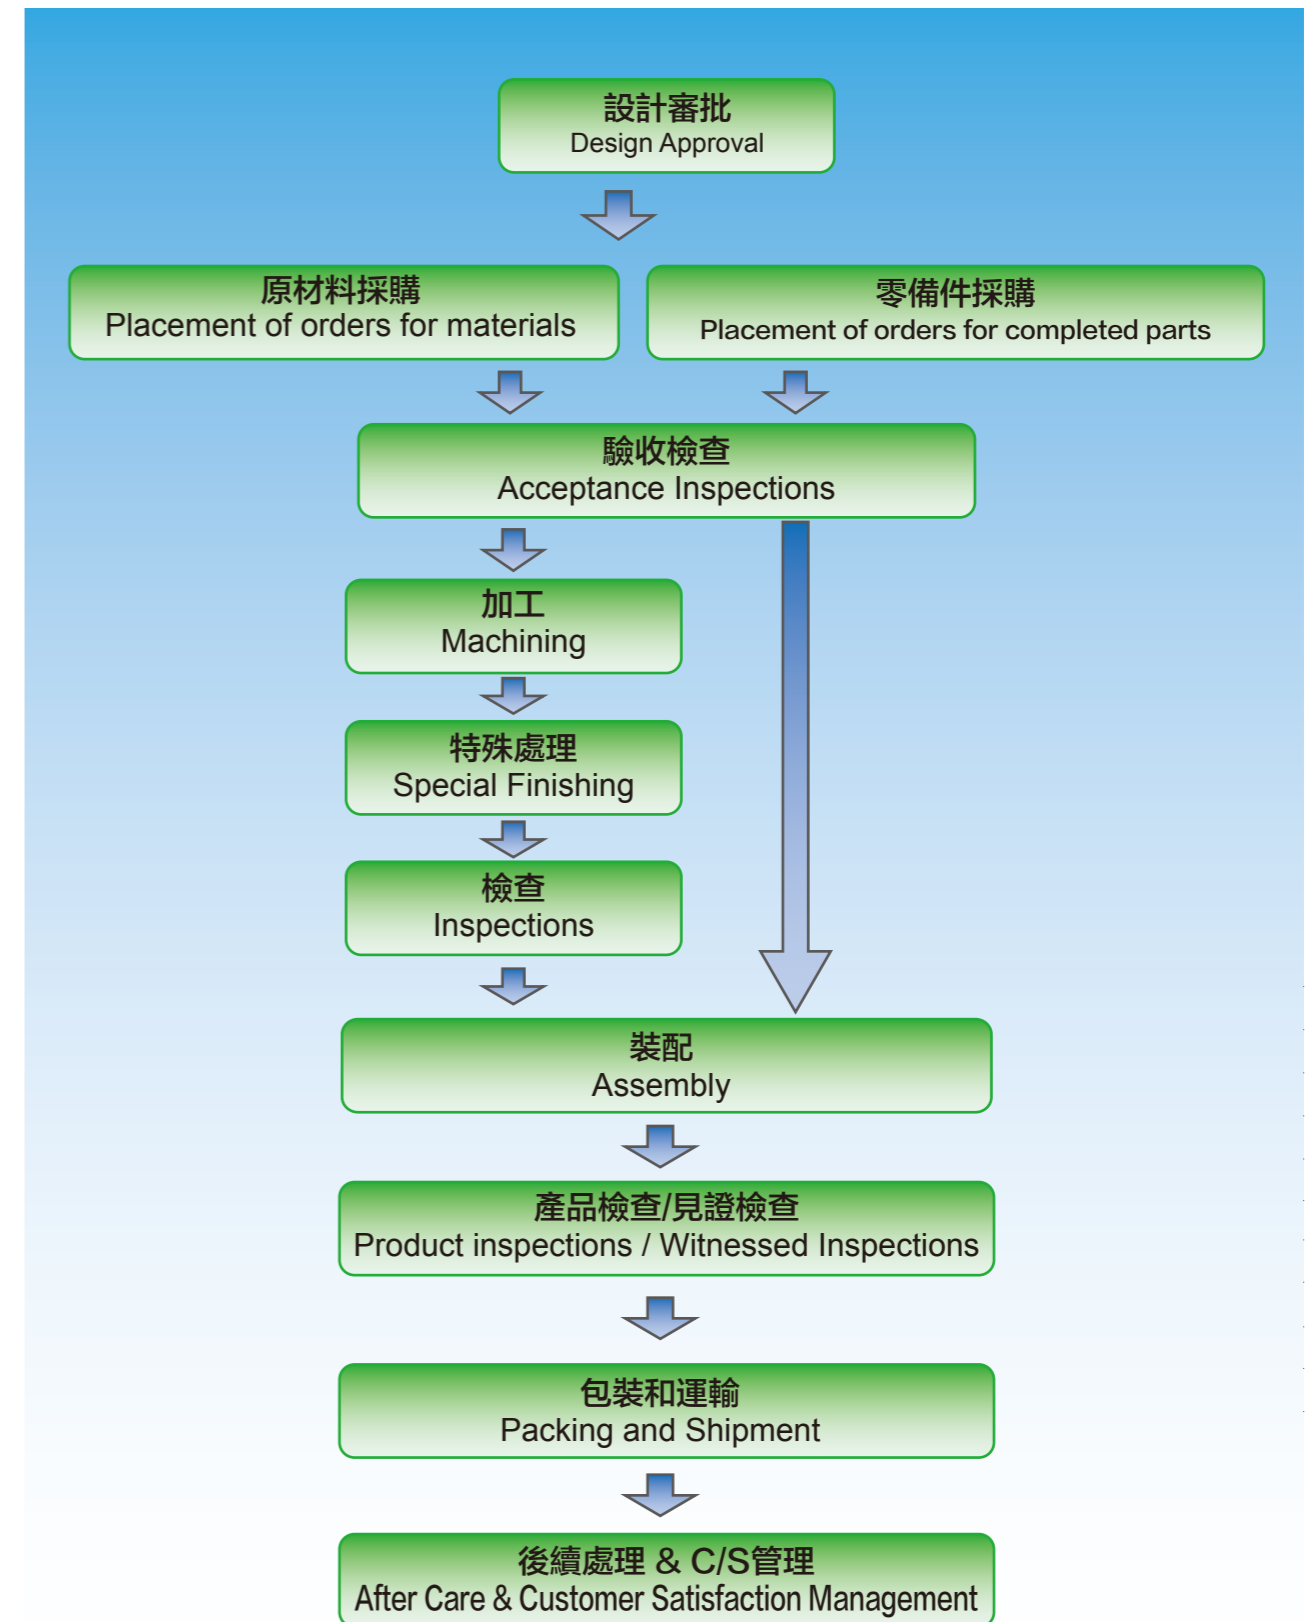 設計審批
Design Approval
原材料採購
Placement of orders for materials
零備件採購
Placement of orders for completed parts
驗收檢查
Acceptance Inspections
加工
Machining
特殊處理
Special Finishing
檢查
Inspections
裝配
Assembly
產品檢查/見證檢查
Product inspections / Witnessed Inspections
包裝和運輸
Packing and Shipment
後續處理 & C/S管理
After Care & Customer Satisfaction Management